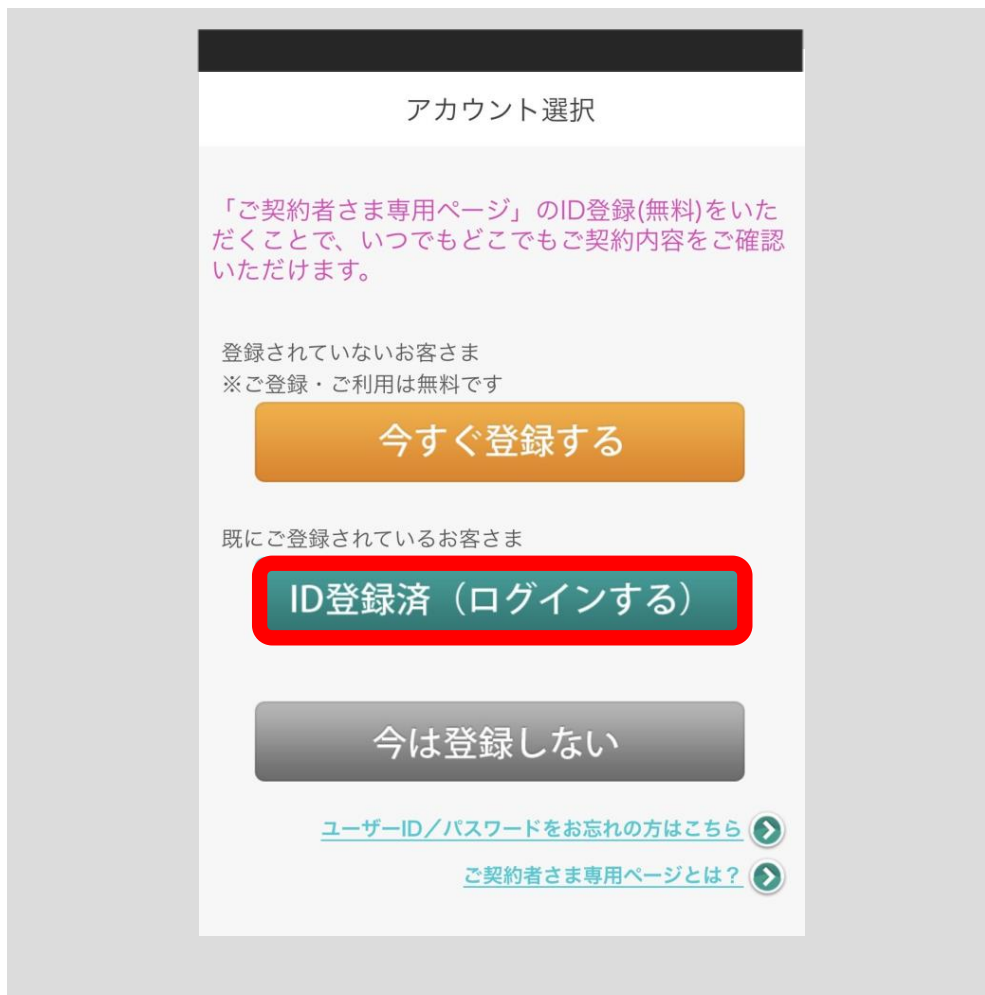 アカウント選択
「ご契約者さま専用ページ」のID登録(無料)をいた
だくことで、いつでもどこでもご契約内容をご確認
いただけます。
登録されていないお客さま
※ご登録・ご利用は無料です
今すぐ登録する
既にご登録されているお客さま
ID登録済（ログインする）
今は登録しない
ユーザーID／パスワードをお忘れの方はこちら
ご契約者さま専用ページとは？